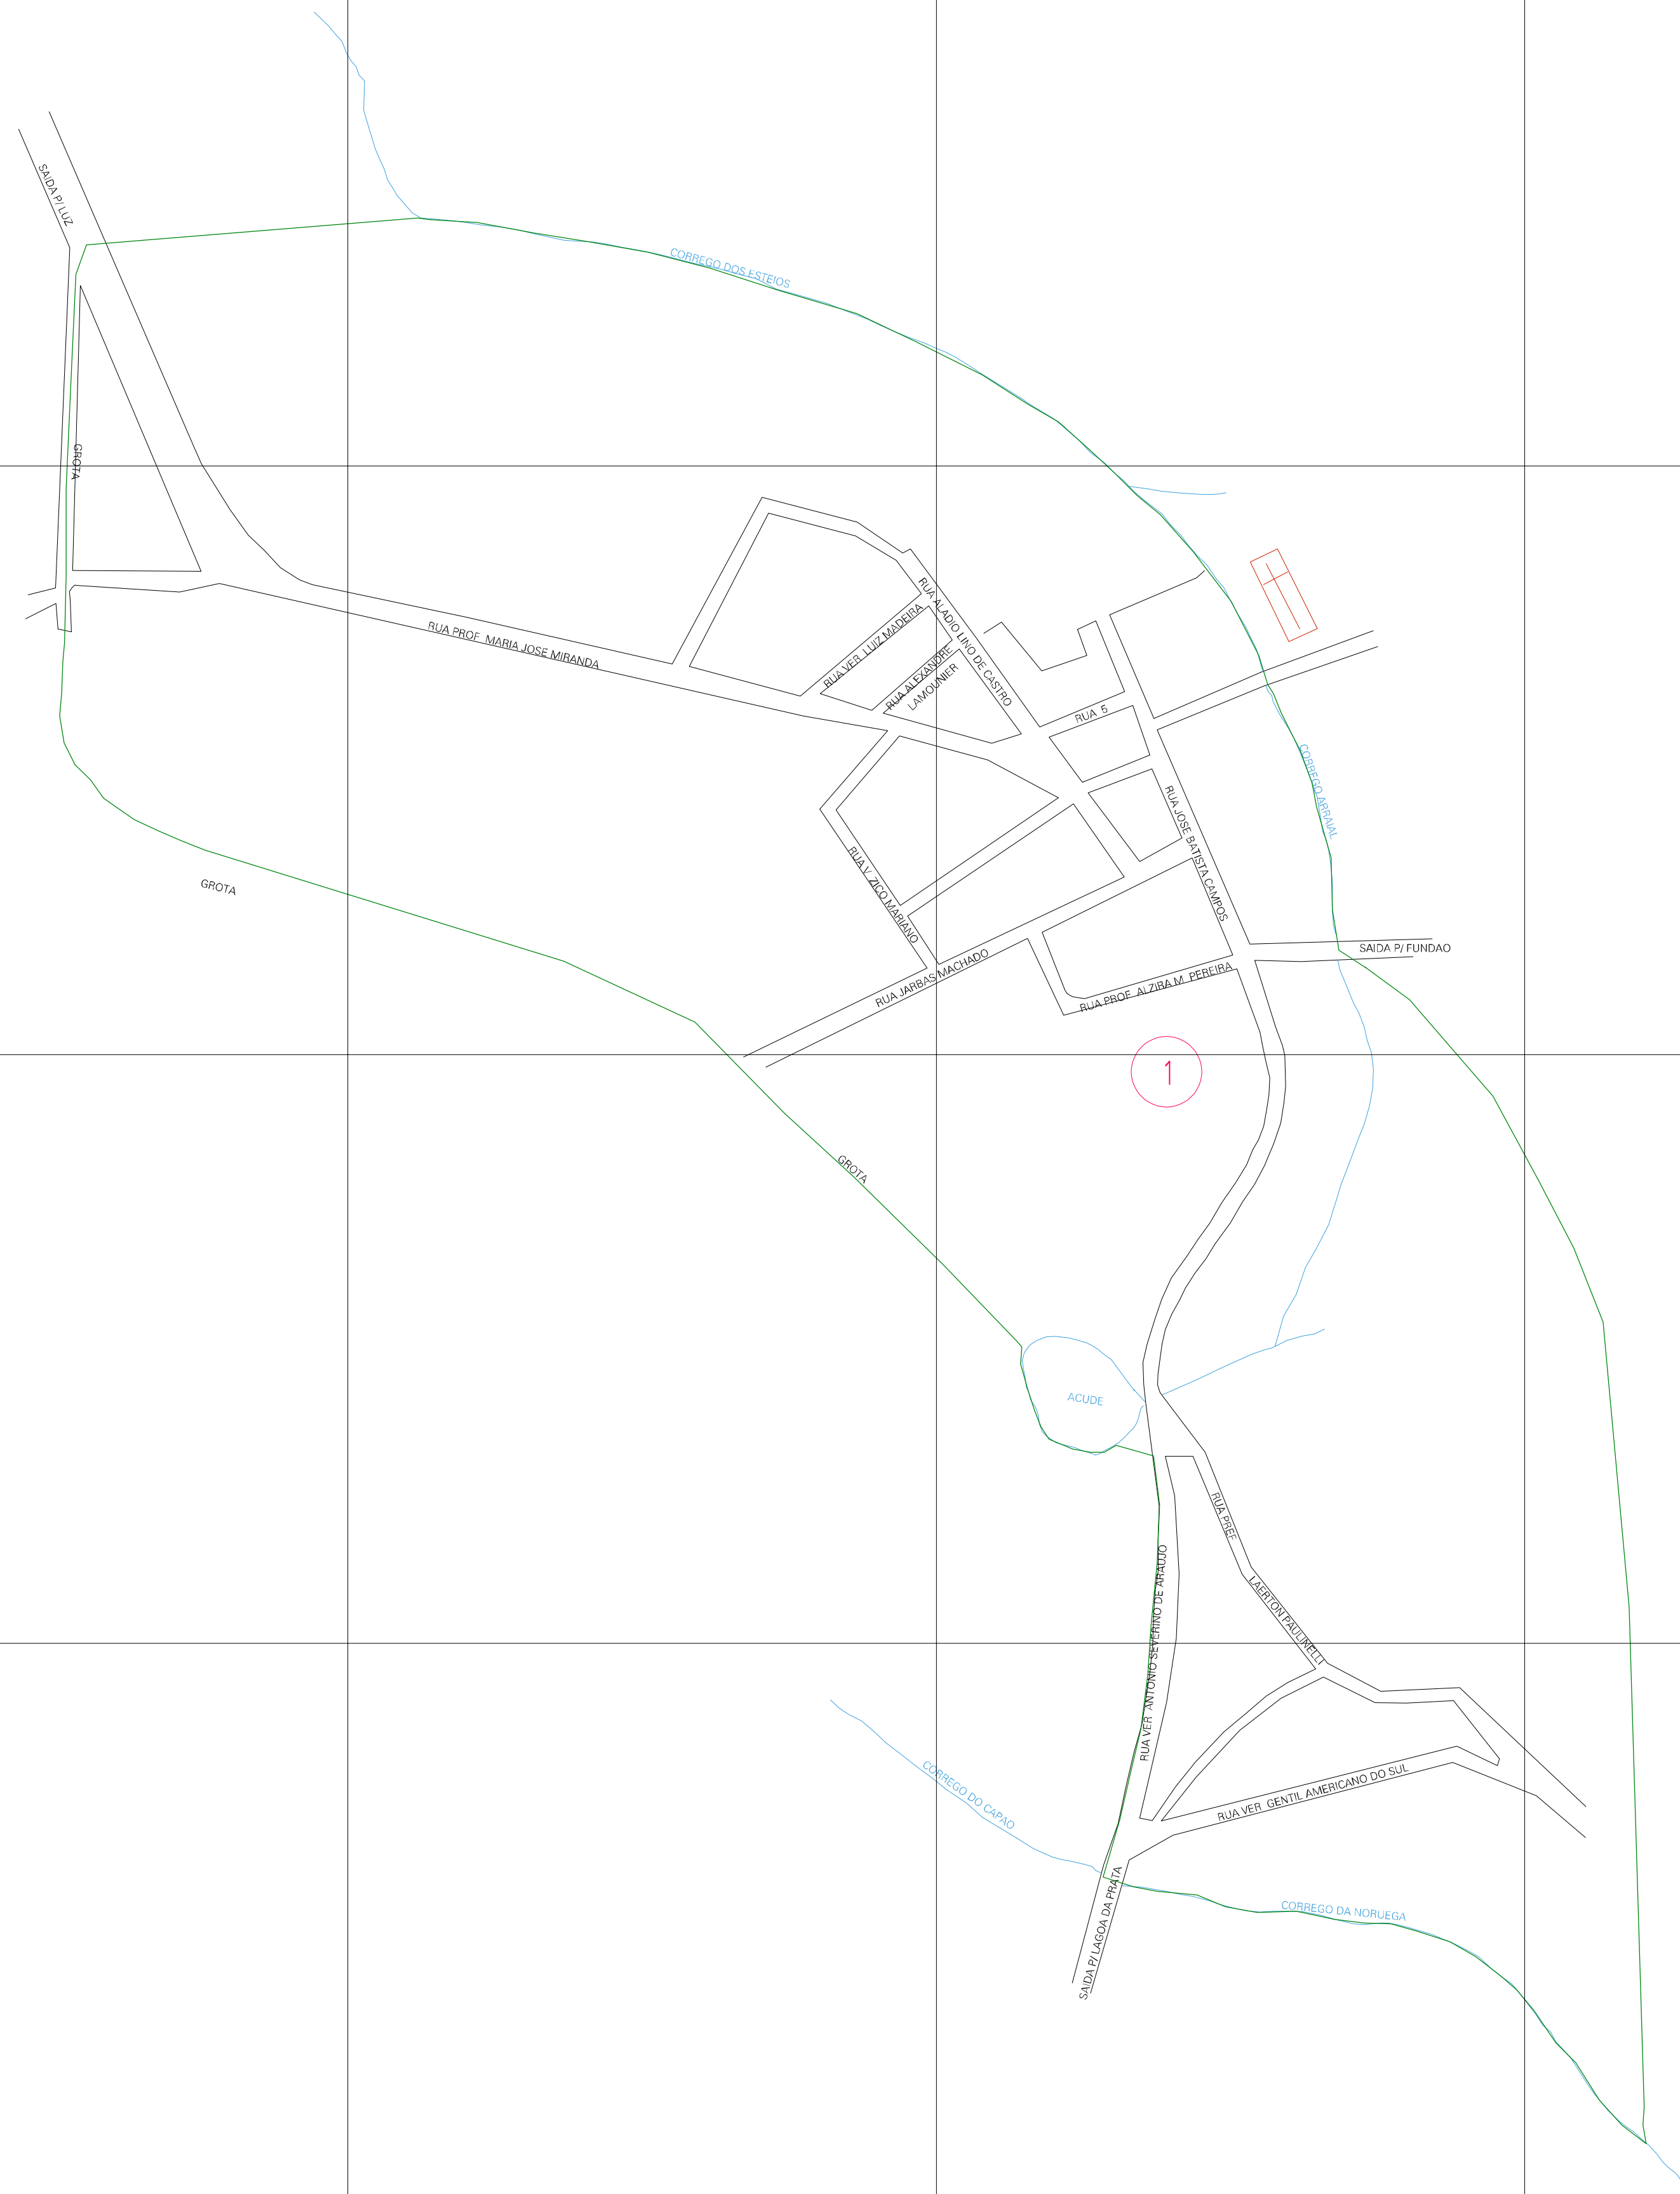 SAIDA P/ LUZ
CORREGO DOS ESTEIOS
GROTA
RUA PROF  MARIA JOSE MIRANDA
RUA VER  LUIZ MADEIRA
RUA ALADIO LINO DE CASTRO
RUA ALEXANDRE
LAMOUNIER
RUA  5
CORREGO ARRAIAL
RUA JOSE BATISTA CAMPOS
RUA V. ZICO MARIANO
GROTA
SAIDA P/ FUNDAO
RUA JARBAS MACHADO
RUA PROF  ALZIRA M  PEREIRA
1
GROTA
ACUDE
RUA PREF
LAERTON PAULINELLI
RUA VER  ANTONIO SEVERINO DE ARAUJO
CORREGO DO CAPAO
RUA VER  GENTIL AMERICANO DO SUL
SAIDA P/ LAGOA DA PRATA
CORREGO DA NORUEGA